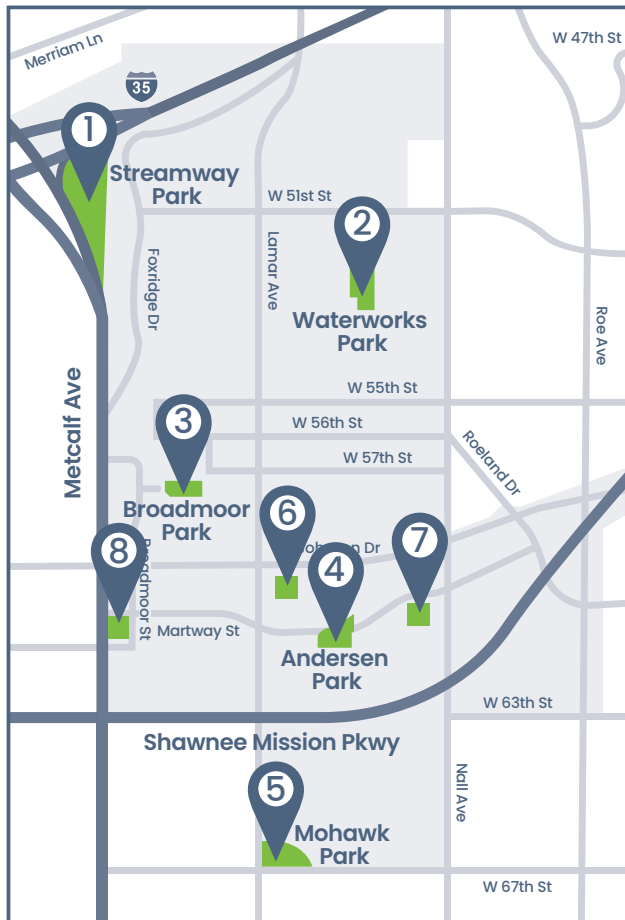 Merriam Ln
W 47th St
35
1
Streamway
Park
W 51st St
2
Foxridge Dr
Lamar Ave
Waterworks
Park
Roe Ave
Metcalf Ave
W 55th St
3
W 56th St
Roeland Dr
W 57th St
Broadmoor
Park
6
7
8
Dr
4
Broadmoor St
Martway St
Andersen
Park
W 63th St
Shawnee Mission Pkwy
5
Nall Ave
Mohawk
Park
W 67th St